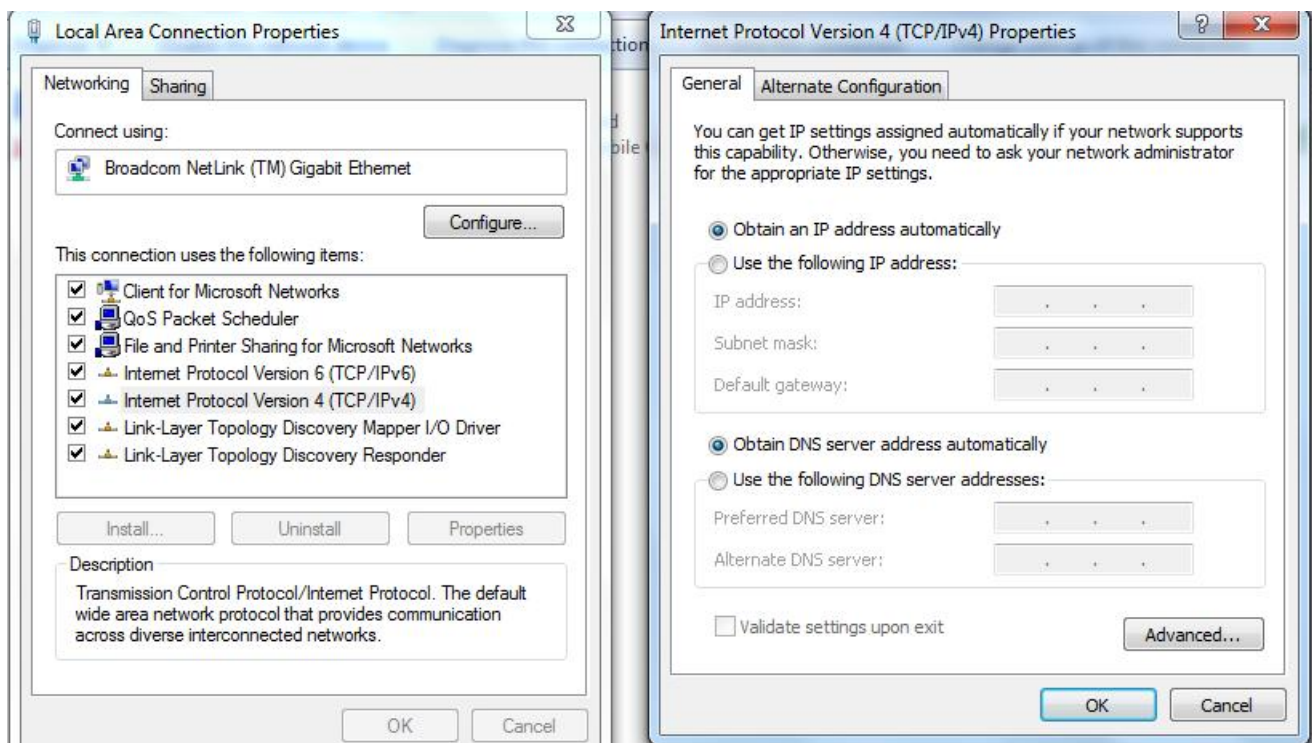 Local Area Connection Properties
Networking
Sharing
Connect using:
Broadcom NetLink (TM) Gigabit Ethernet
Configure...
This connection uses the following items:
Client for Microsoft Networks
QoS Packet Scheduler
File and Printer Sharing for Microsoft Networks
Internet Protocol Version 6 (TCP/IPv6)
Internet Protocol Version 4 (TCP/IPv4)
Link-Layer Topology Discovery Mapper I/O Driver
Link-Layer Topology Discovery Responder
Install...
Uninstall
Properties
Description
Transmission Control Protocol/Internet Protocol. The default
wide area network protocol that provides communication
across diverse interconnected networks.
OK
Cancel
Internet Protocol Version 4 (TCP/IPv4) Properties
General
Alternate Configuration
You can get IP settings assigned automatically if your network supports
this capability. Otherwise, you need to ask your network administrator
for the appropriate IP settings.
Obtain an IP address automatically
Use the following IP address:
IP address:
Subnet mask:
Default gateway:
Obtain DNS server address automatically
Use the following DNS server addresses:
Preferred DNS server:
Alternate DNS server:
Validate settings upon exit
Advanced...
OK
Cancel